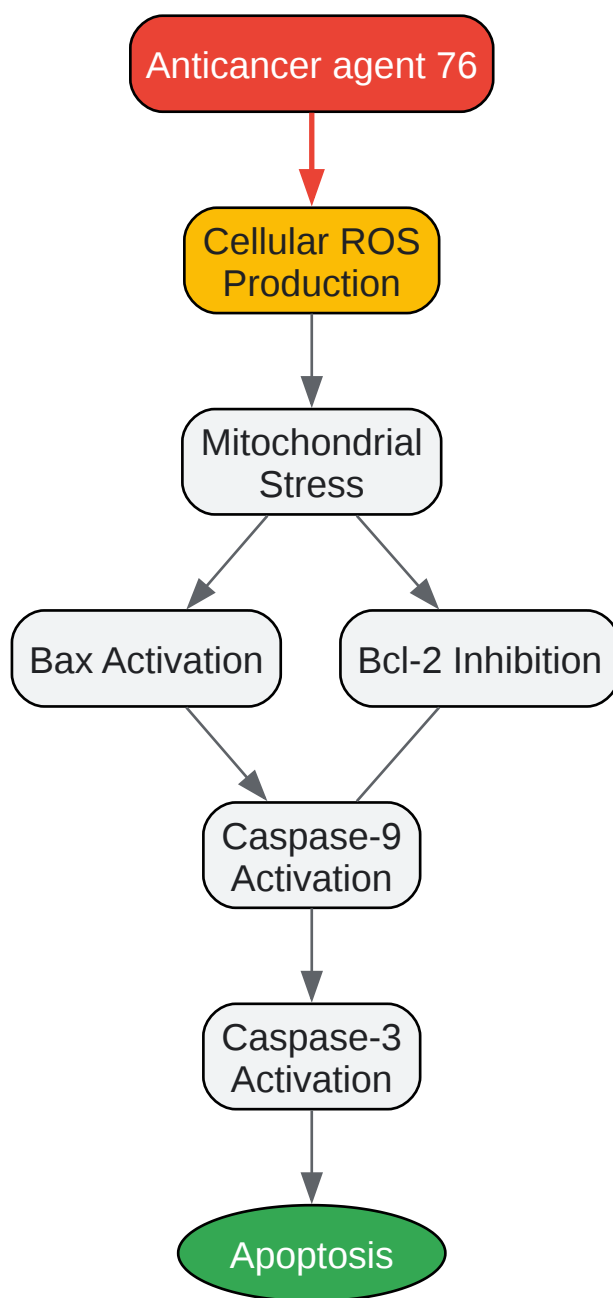 Anticancer agent 76
Cellular ROS
Production
Mitochondrial
Stress
Bax Activation
Bcl-2 Inhibition
Caspase-9
Activation
Caspase-3
Activation
Apoptosis